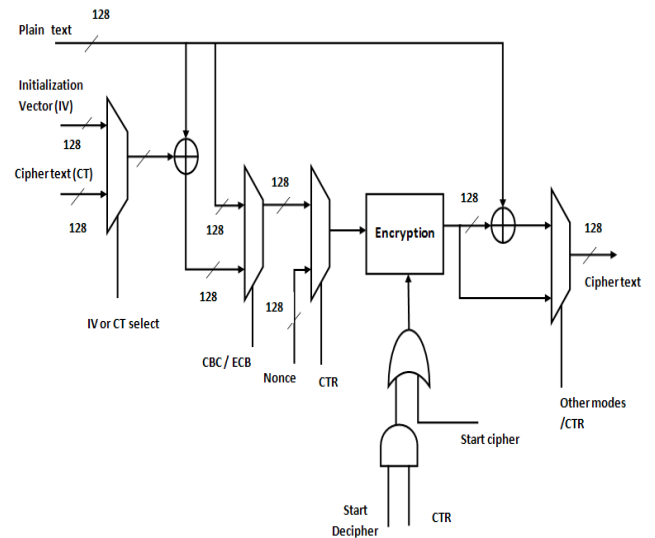 128
Plain text
Initialization
Vector (IV)
128
Cipher text (CT)
128
IV or CT select
128
128
128
128
CBC / ECB
Nonce
CTR
Encryption
128
128
Cipher text
Other modes
/CTR
Start cipher
Start
Decipher
CTR